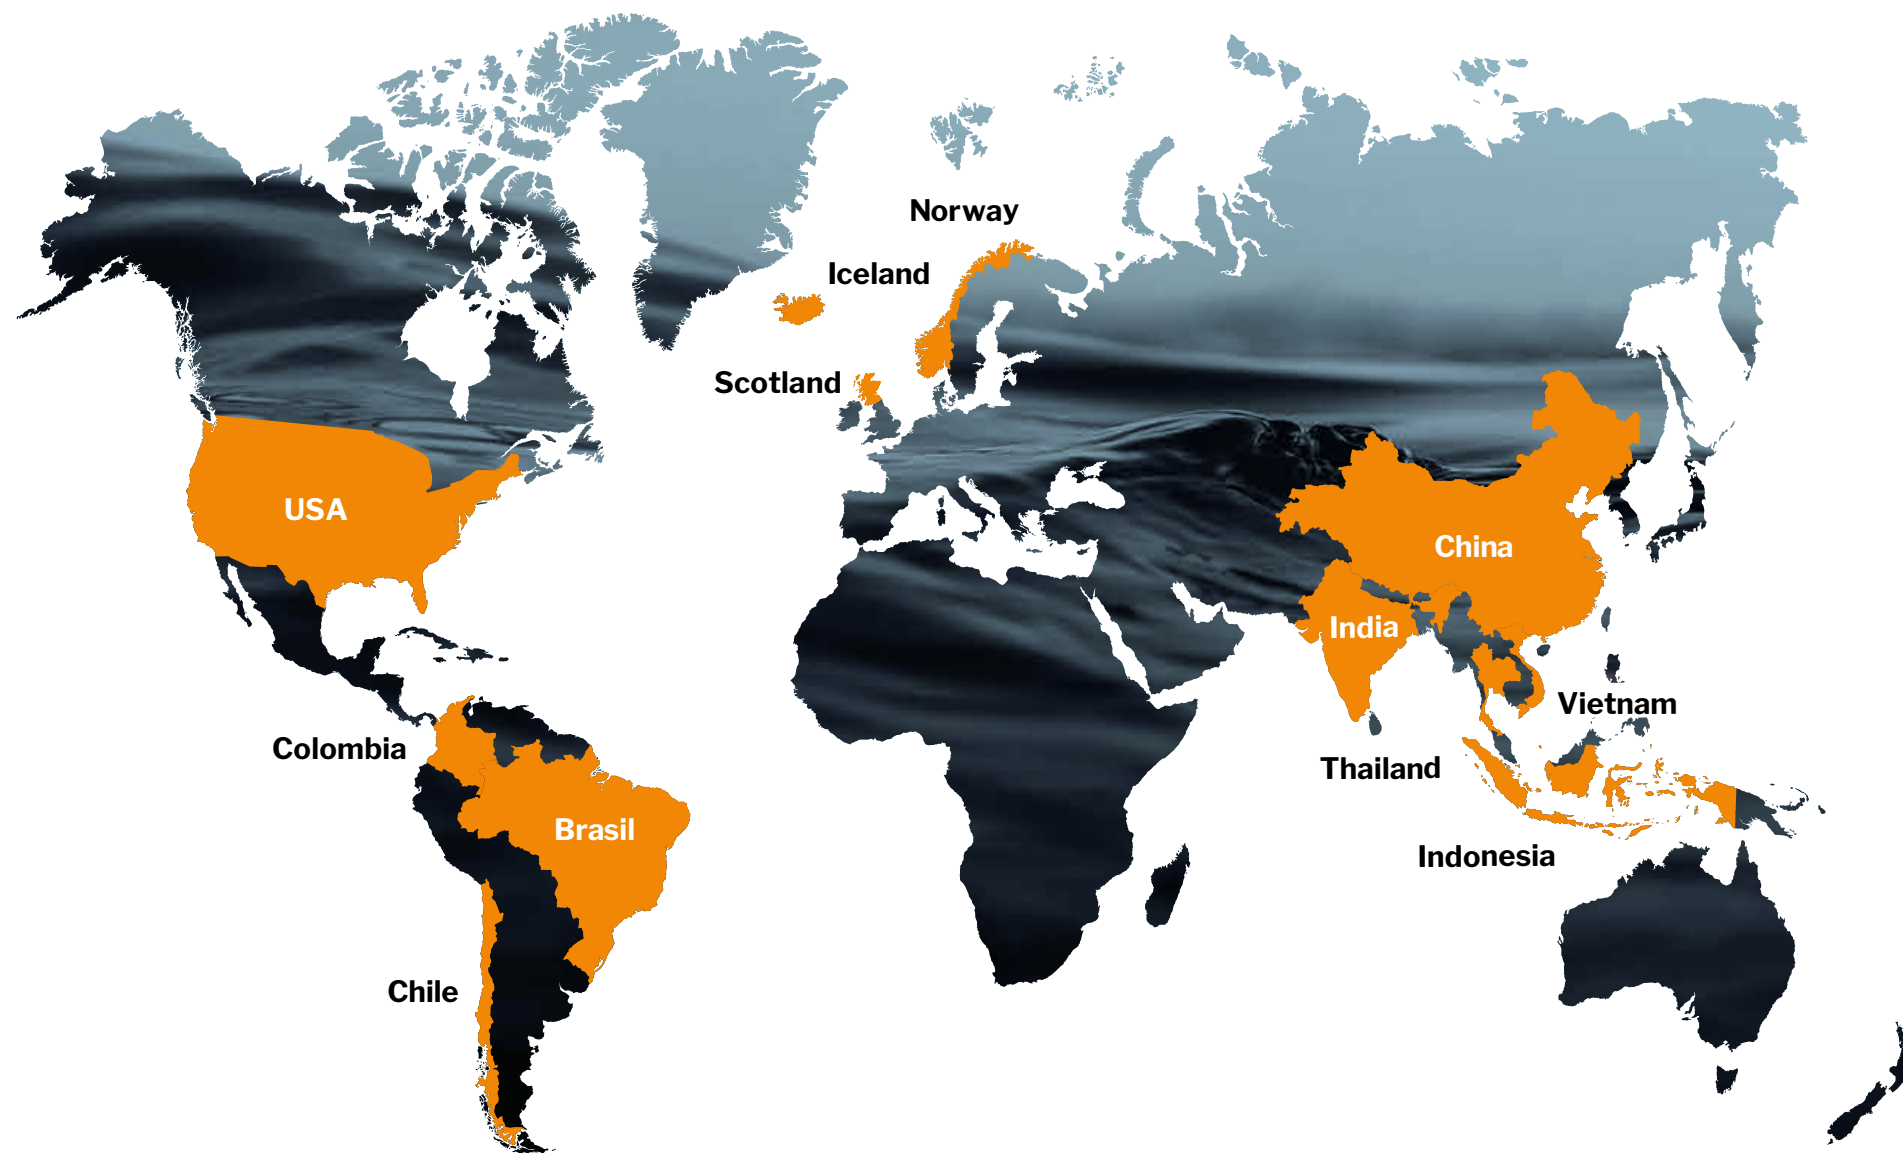 Norway
Iceland
Scotland
USA
China
India
Vietnam
Colombia
Thailand
Brasil
Indonesia
Chile